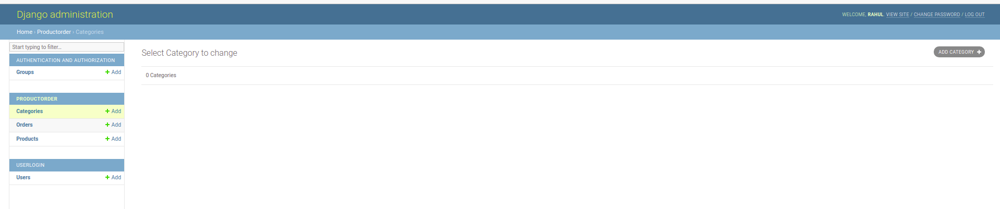 Django administration
WELCOME, RAHUL. VIEW SITE / CHANGE PASSWORD / LOG OUT
Home › Productorder › Categories
Start typing to filter...
AUTHENTICATION AND AUTHORIZATION
Groups Add
PRODUCTORDER
Categories Add
Orders Add
Products Add
USERLOGIN
Users Add
Select Category to change
ADD CATEGORY
0 Categories